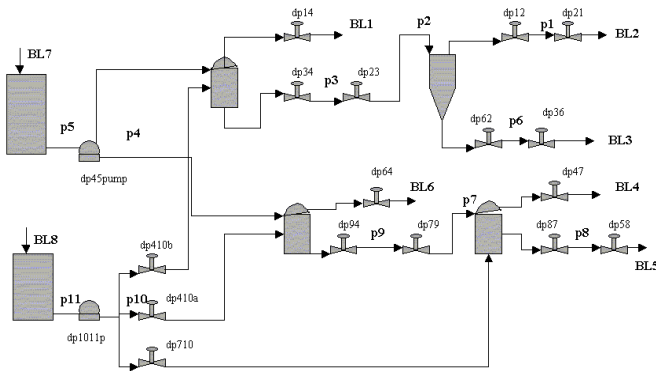 dp14
BL1
p2
dp12
p1
dp21
BL2
BL7
dp34
p3
dp23
p5
p4
dp62
p6
dp36
BL3
dp45pump
dp64
BL6
p7
dp47
BL4
BL8
dp410b
dp94
p9
dp79
dp87
p8
dp58
BL5
p11
p10
dp410a
dp1011p
dp710